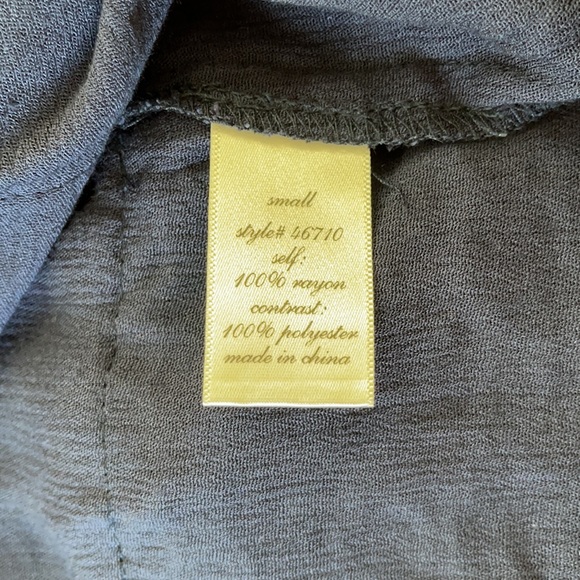 small
style# 46710
self:
100% rayon
contrast:
100% polyester
made in china